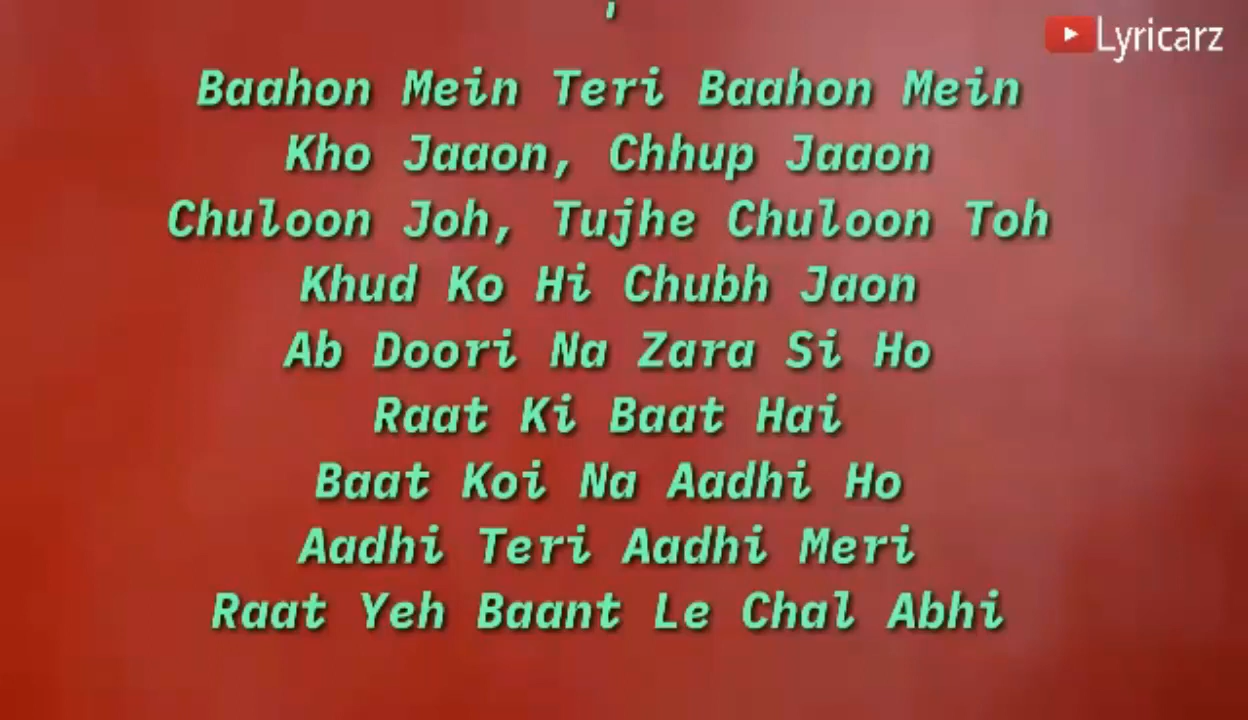 Lyricarz
Baahon Mein Teri Baahon Mein
Kho Jaaon, Chhup Jaaon
Chuloon Joh, Tujhe Chuloon Toh
Khud Ko Hi Chubh Jaon
Ab Doori Na Zara Si Ho
Raat Ki Baat Hai
Baat Koi Na Aadhi Ho
Aadhi Teri Aadhi Meri
Raat Yeh Baant Le Chal Abhi